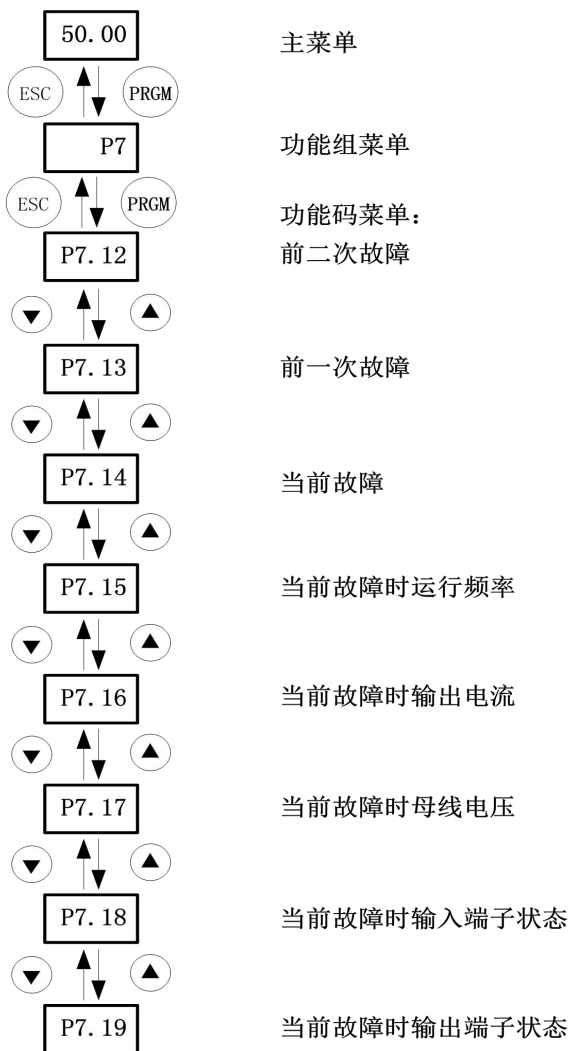 50.00 主菜单
ESC PRGM
P7 功能组菜单
ESC PRGM
功能码菜单：
P7.12 前二次故障
P7.13 前一次故障
P7.14 当前故障
P7.15 当前故障时运行频率
P7.16 当前故障时输出电流
P7.17 当前故障时母线电压
P7.18 当前故障时输入端子状态
P7.19 当前故障时输出端子状态